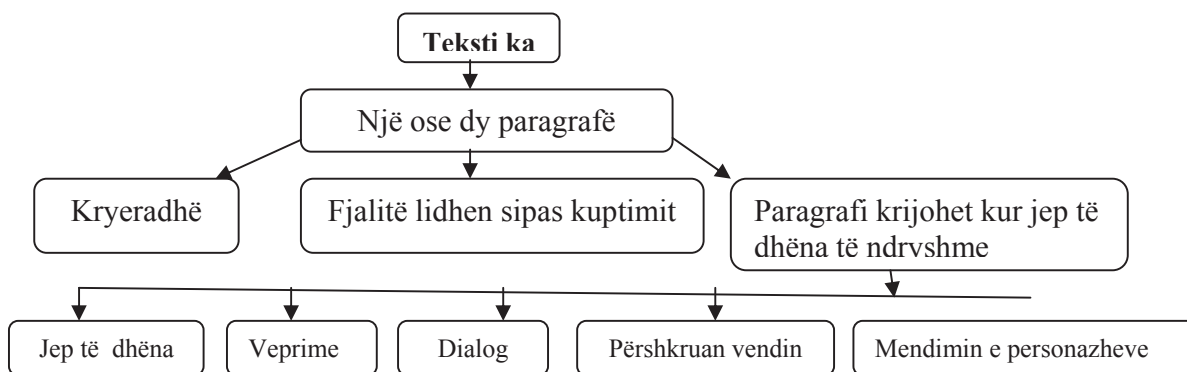 Teksti ka
Një ose dy paragrafë
Kryeradhë
Fjalitë lidhen sipas kuptimit
Paragrafi krijohet kur jep të
dhëna të ndrvshme
Jep të dhëna
Veprime
Dialog
Përshkruan vendin
Mendimin e personazheve